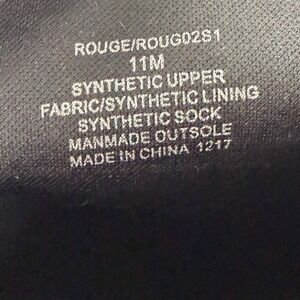 ROUGE/ROUG02S1
11M
SYNTHETIC UPPER
FABRIC/SYNTHETIC LINING
SYNTHETIC SOCK
MANMADE OUTSOLE
MADE IN CHINA 1217